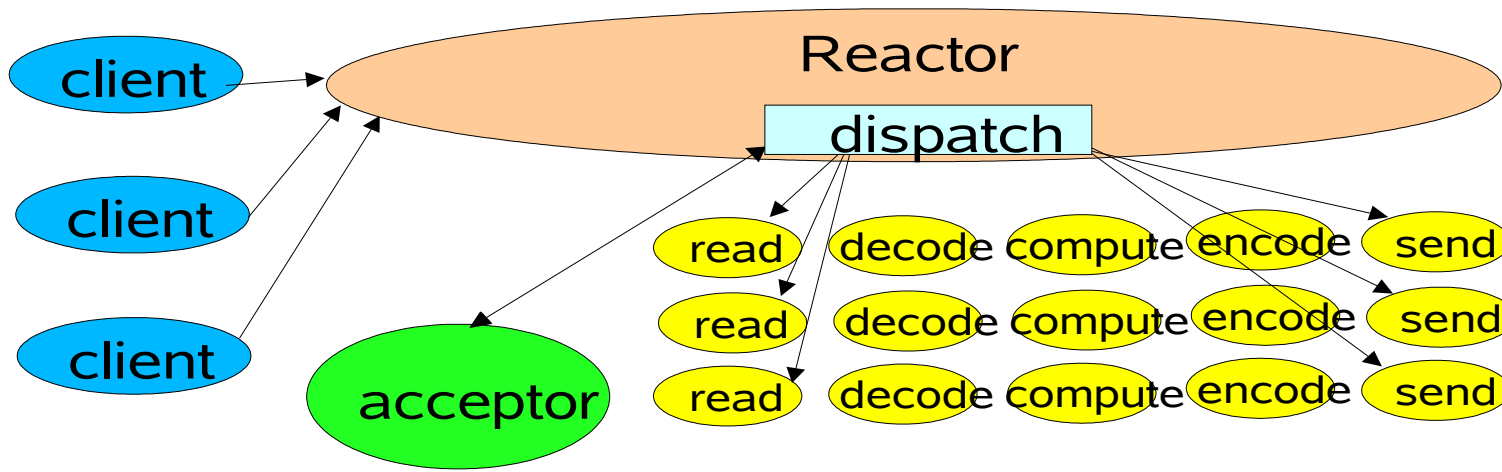 Reactor
dispatch
client
client
client
acceptor
read decode compute encode send
read decode compute encode send
read decode compute encode send